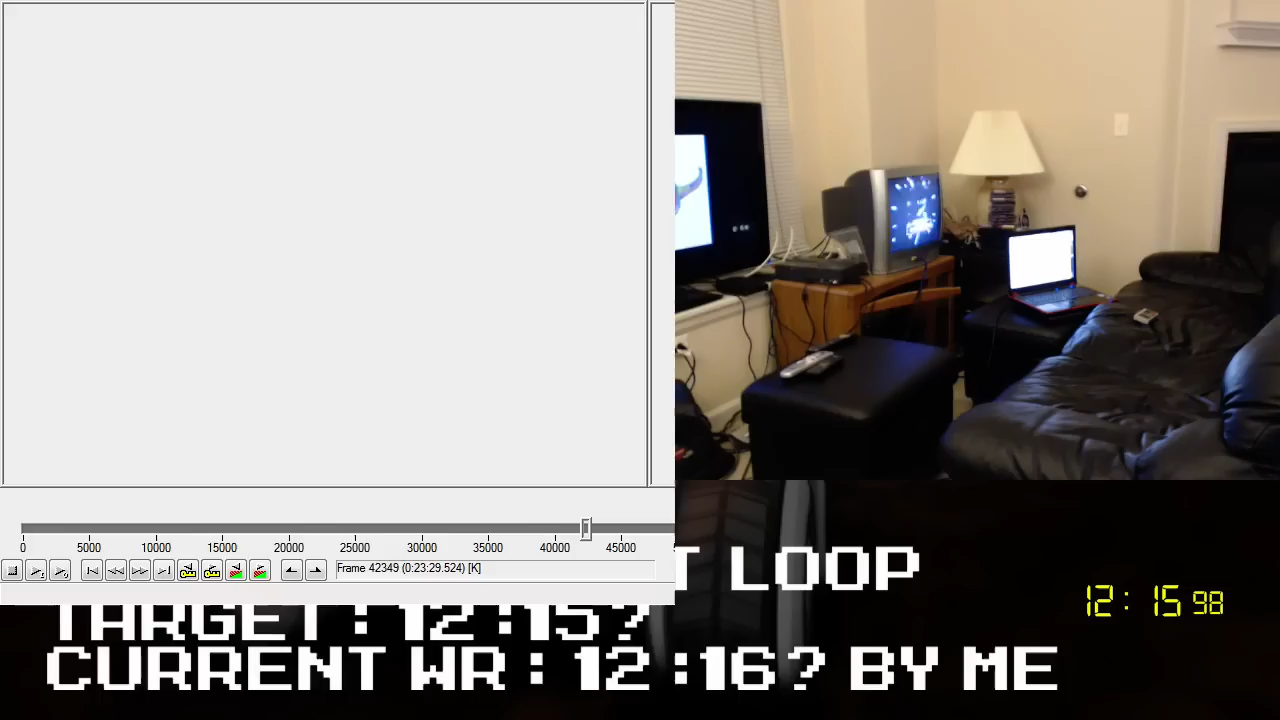 0 5000 10000 15000 20000 25000 30000 35000 40000 45000
Frame 42349 (0:23:29.524) [K]
T LOOP
TARGET: 12:15?
12: 15 98
CURRENT WR: 12:16? BY ME